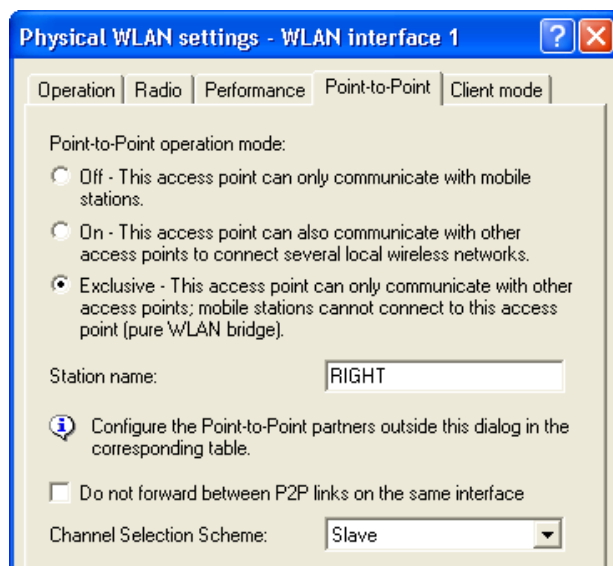 Physical WLAN settings - WLAN interface 1
Operation Radio Performance Point-to-Point Client mode
Point-to-Point operation mode:
Off - This access point can only communicate with mobile
stations.
On - This access point can also communicate with other
access points to connect several local wireless networks.
Exclusive - This access point can only communicate with other
access points; mobile stations cannot connect to this access
point (pure WLAN bridge).
Station name: RIGHT
Configure the Point-to-Point partners outside this dialog in the
corresponding table.
Do not forward between P2P links on the same interface
Channel Selection Scheme: Slave